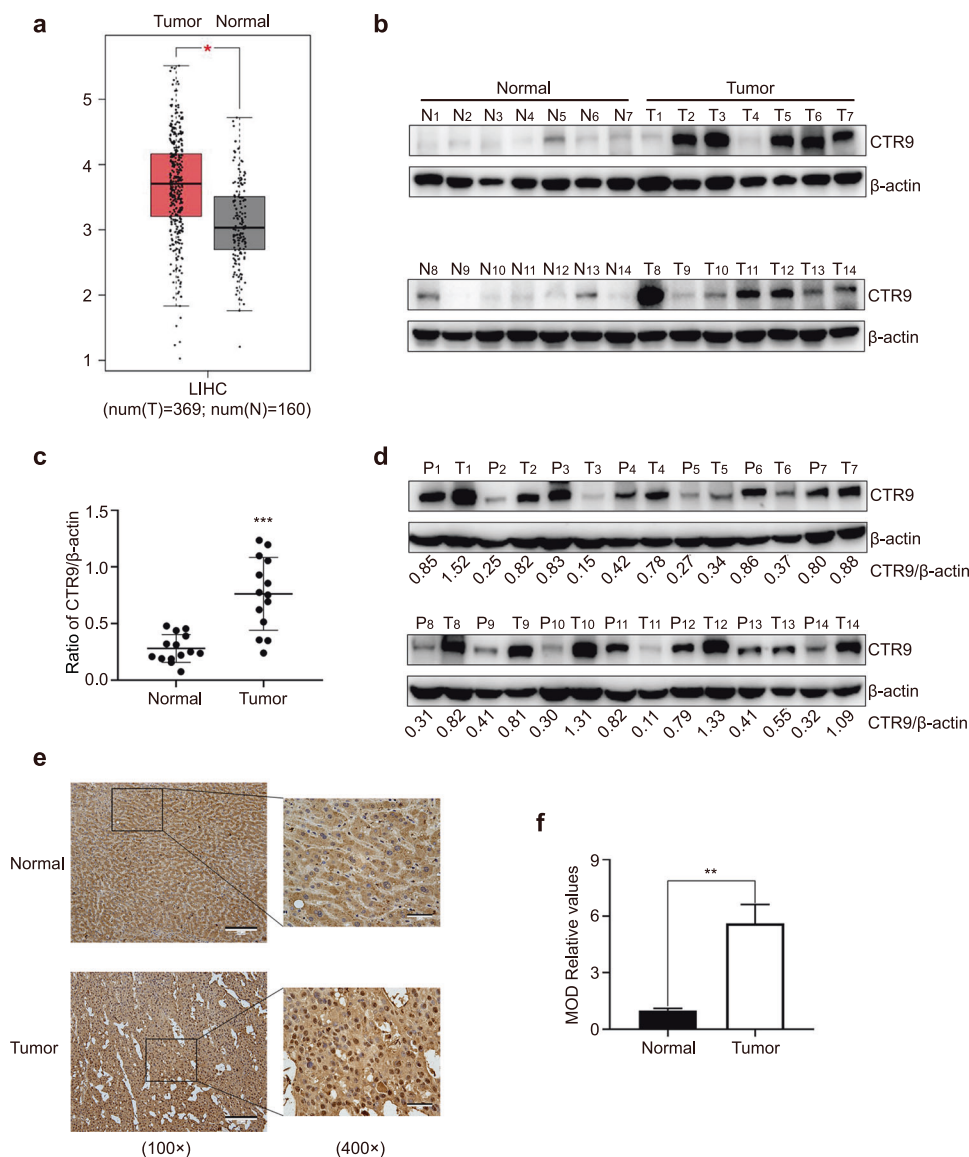 a
Tumor Normal
*
5
4
3
2
1
LIHC
(num(T)=369; num(N)=160)
b
Normal Tumor
N1 N2 N3 N4 N5 N6 N7 T1 T2 T3 T4 T5 T6 T7
CTR9
β-actin
N8 N9 N10 N11 N12 N13 N14 T8 T9 T10 T11 T12 T13 T14
CTR9
β-actin
c
Ratio of CTR9/β-actin
1.5
1.0
0.5
0.0
***
Normal Tumor
d
P1 T1 P2 T2 P3 T3 P4 T4 P5 T5 P6 T6 P7 T7
CTR9
β-actin
0.85 1.52 0.25 0.82 0.83 0.15 0.42 0.78 0.27 0.34 0.86 0.37 0.80 0.88 CTR9/β-actin
P8 T8 P9 T9 P10 T10 P11 T11 P12 T12 P13 T13 P14 T14
CTR9
β-actin
0.31 0.82 0.41 0.81 0.30 1.31 0.82 0.11 0.79 1.33 0.41 0.55 0.32 1.09 CTR9/β-actin
e
Normal
Tumor
(100×) (400×)
f
MOD Relative values
9
6
3
0
**
Normal Tumor